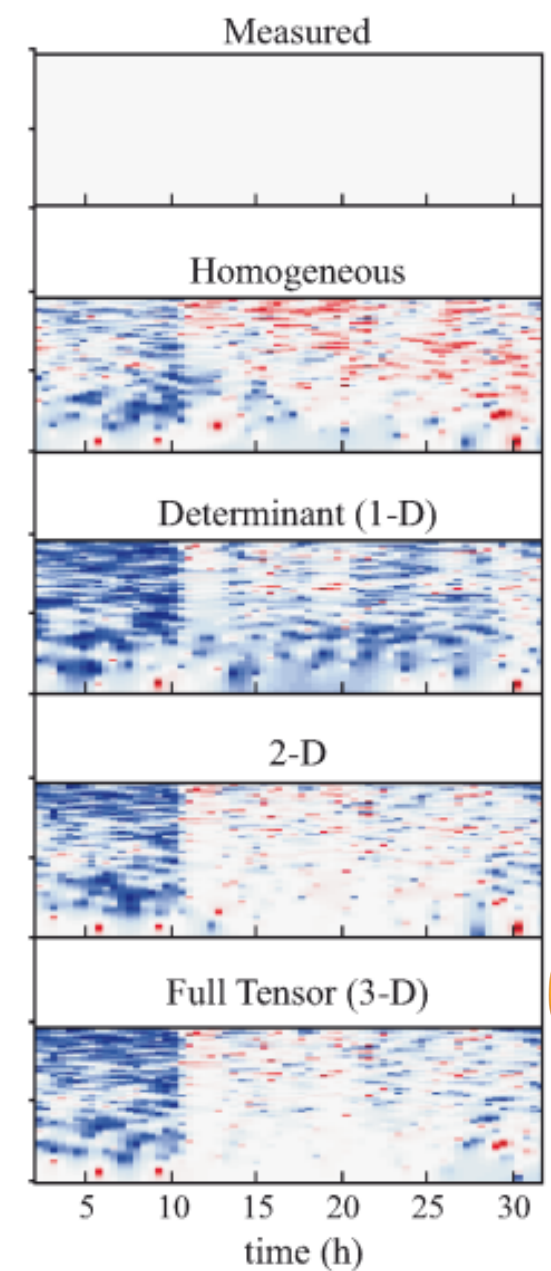 Measured
Homogeneous
Determinant (1-D)
2-D
Full Tensor (3-D)
5 10 15 20 25 30
time (h)